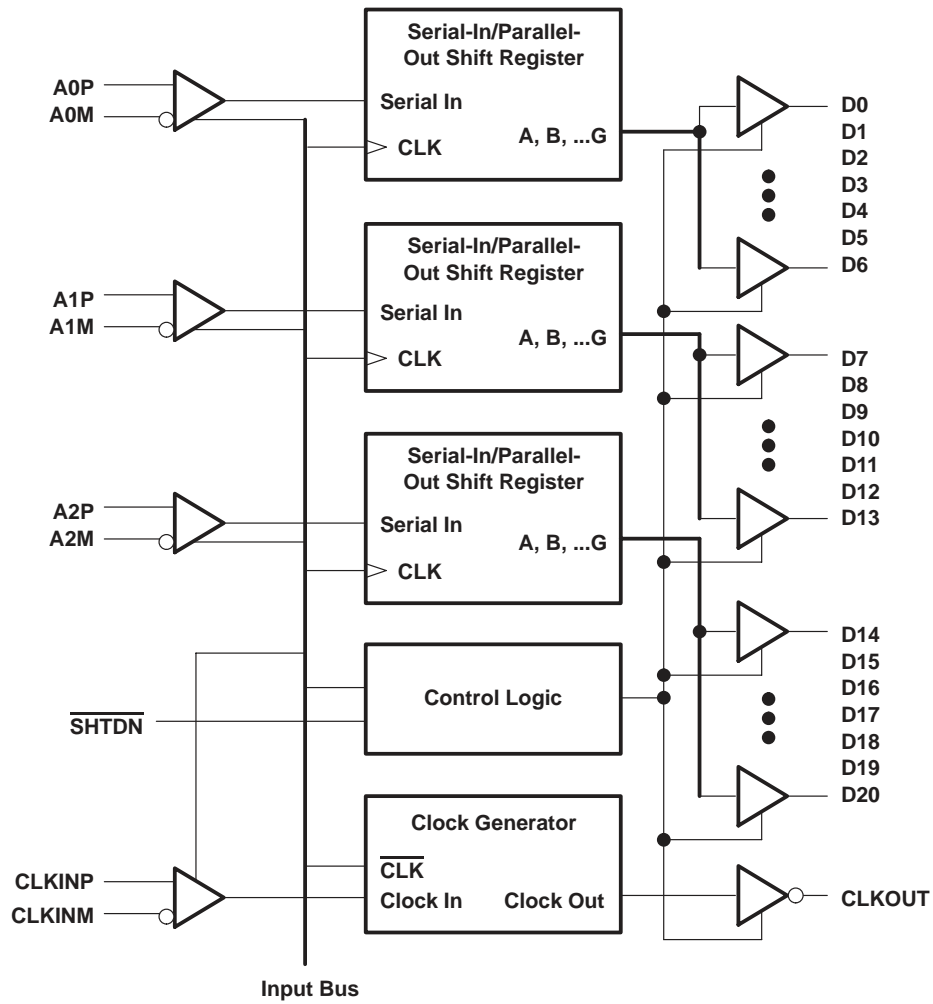 Serial-In/Parallel-
Out Shift Register
A0P
A0M
Serial In
CLK
A, B, ...G
D0
D1
D2
D3
D4
D5
D6
Serial-In/Parallel-
Out Shift Register
A1P
A1M
Serial In
CLK
A, B, ...G
D7
D8
D9
D10
D11
D12
D13
Serial-In/Parallel-
Out Shift Register
A2P
A2M
Serial In
CLK
A, B, ...G
D14
D15
D16
D17
D18
D19
D20
Control Logic
S̅H̅T̅D̅N̅
Clock Generator
C̅L̅K̅
CLKINP
CLKINM
Clock In
Clock Out
CLKOUT
Input Bus